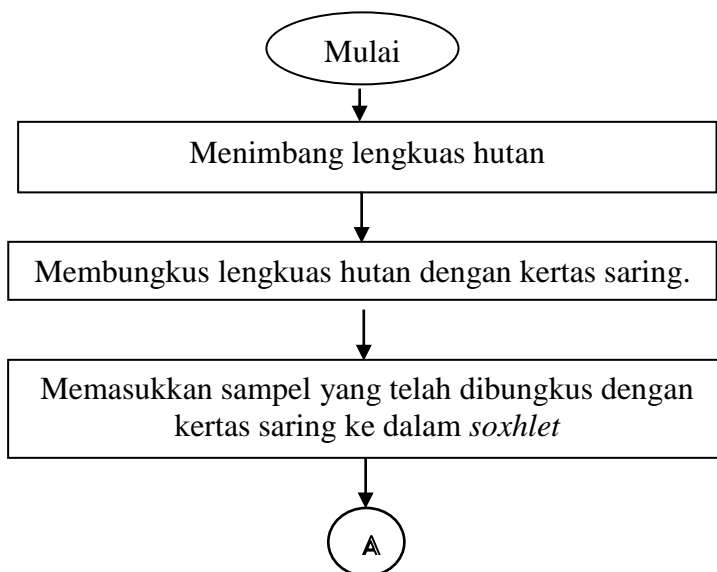 Mulai
Menimbang lengkuas hutan
Membungkus lengkuas hutan dengan kertas saring.
Memasukkan sampel yang telah dibungkus dengan
kertas saring ke dalam soxhlet
A